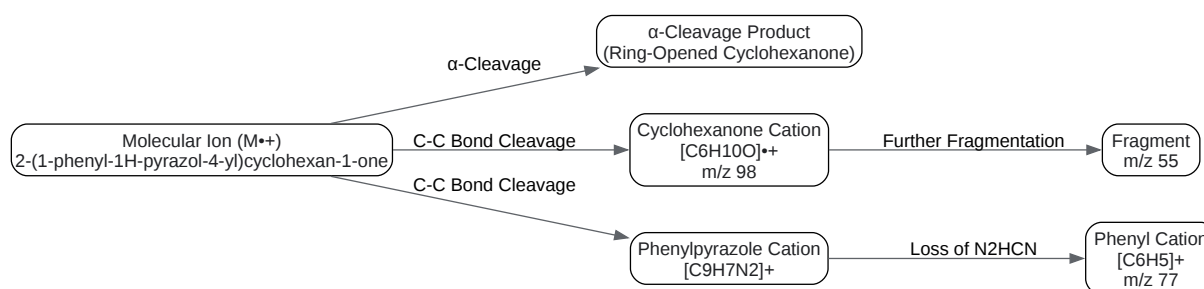 α-Cleavage Product
(Ring-Opened Cyclohexanone)
α-Cleavage
Molecular Ion (M•+)
2-(1-phenyl-1H-pyrazol-4-yl)cyclohexan-1-one
C-C Bond Cleavage
Cyclohexanone Cation
[C6H10O]•+
m/z 98
Further Fragmentation
Fragment
m/z 55
C-C Bond Cleavage
Phenylpyrazole Cation
[C9H7N2]+
Loss of N2HCN
Phenyl Cation
[C6H5]+
m/z 77